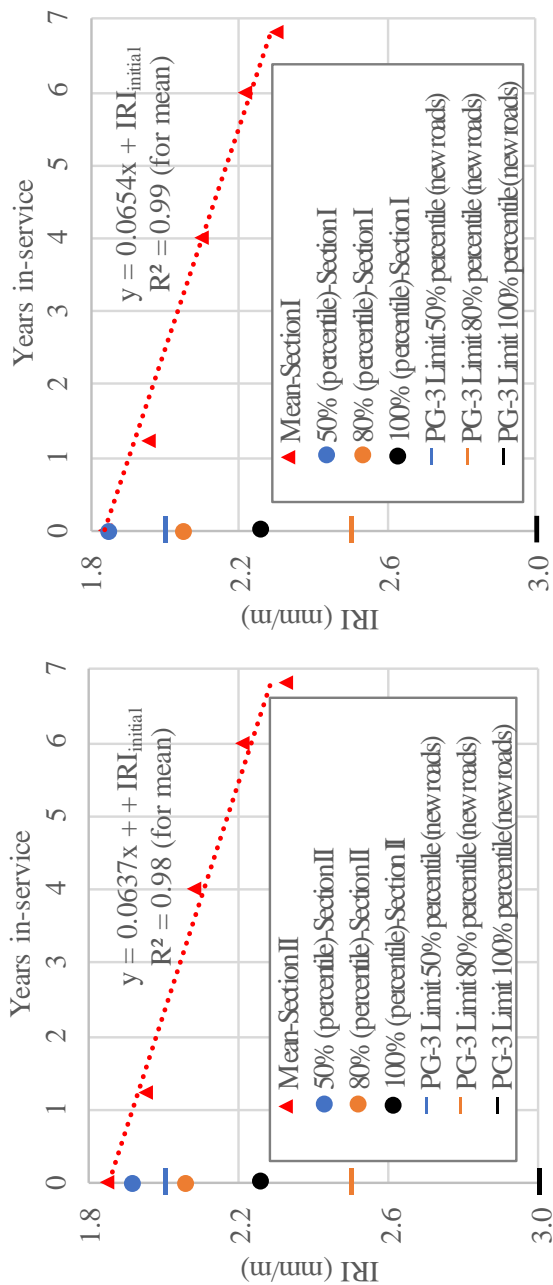 Years in-service
0 1 2 3 4 5 6 7
1.8
2.2
2.6
3.0
IRI (mm/m)
y = 0.0637x + + IRI initial
R² = 0.98 (for mean)
Mean-Section II
50% (percentile)-Section II
80% (percentile)-Section II
100% (percentile)-Section II
PG-3 Limit 50% percentile (new roads)
PG-3 Limit 80% percentile (new roads)
PG-3 Limit 100% percentile (new roads)
Years in-service
0 1 2 3 4 5 6 7
1.8
2.2
2.6
3.0
IRI (mm/m)
y = 0.0654x + IRI initial
R² = 0.99 (for mean)
Mean-Section I
50% (percentile)-Section I
80% (percentile)-Section I
100% (percentile)-Section I
PG-3 Limit 50% percentile (new roads)
PG-3 Limit 80% percentile (new roads)
PG-3 Limit 100% percentile (new roads)